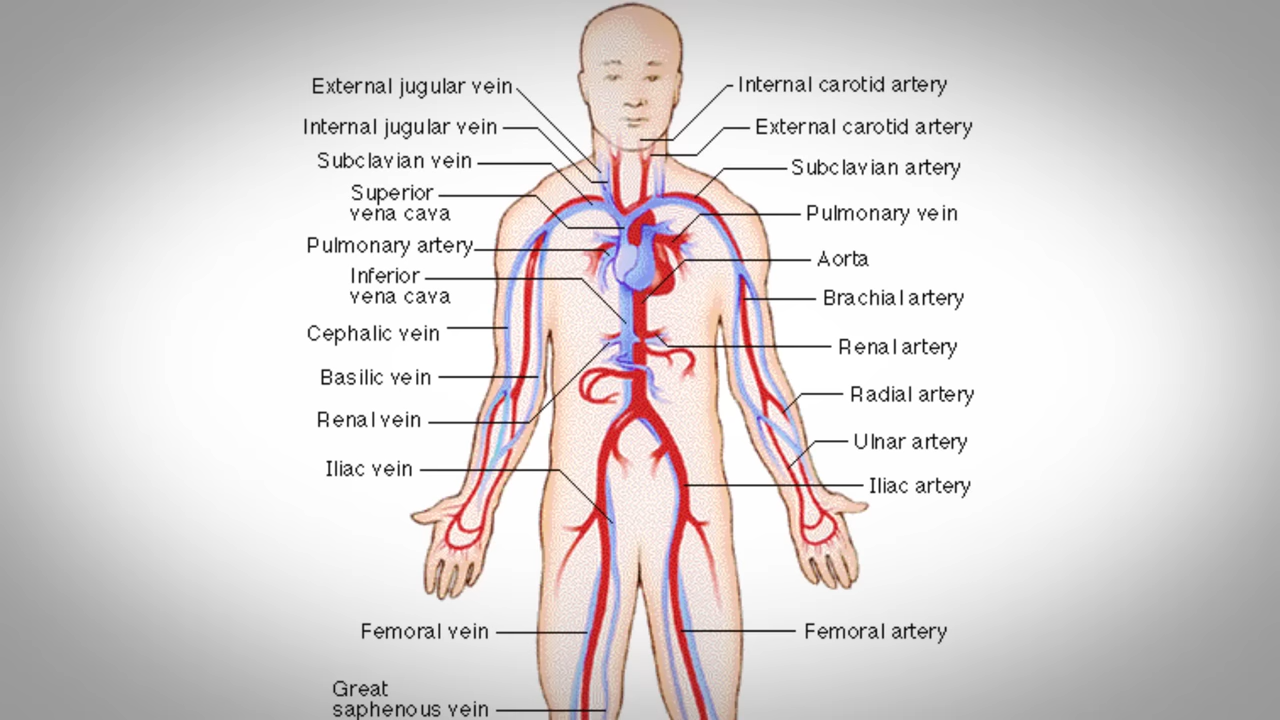 External jugular vein
Internal jugular vein
Subclavian vein
Superior
vena cava
Pulmonary artery
Inferior
vena cava
Cephalic vein
Basilic vein
Renal vein
Iliac vein
Femoral vein
Great
saphenous vein
Internal carotid artery
External carotid artery
Subclavian artery
Pulmonary vein
Aorta
Brachial artery
Renal artery
Radial artery
Ulnar artery
Iliac artery
Femoral artery